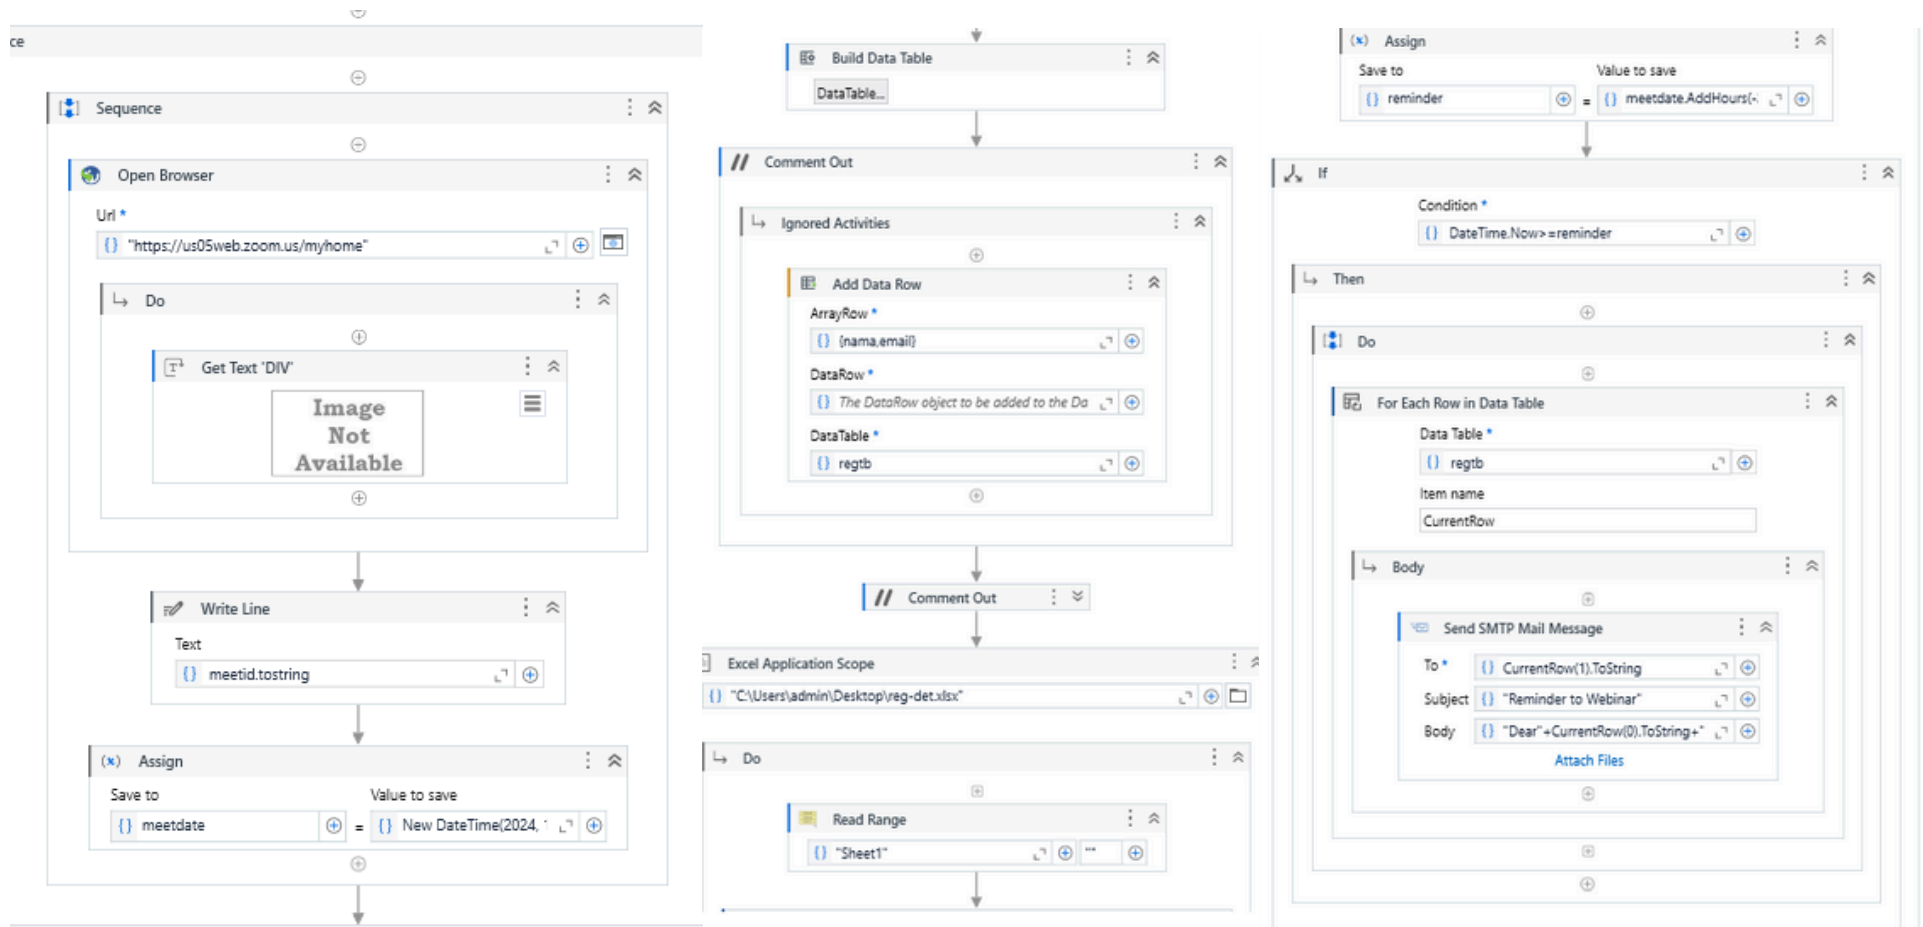 ce
Sequence
Open Browser
Url *
"https://us05web.zoom.us/myhome"
Do
Get Text 'DIV'
Image
Not
Available
Write Line
Text
meetid.tostring
Assign
Save to
Value to save
meetdate
=
New DateTime(2024,
Build Data Table
DataTable...
Comment Out
Ignored Activities
Add Data Row
ArrayRow *
{nama,email}
DataRow *
The DataRow object to be added to the Da
DataTable *
regtb
Comment Out
Excel Application Scope
"C:\Users\admin\Desktop\reg-det.xlsx"
Do
Read Range
"Sheet1"
""
Assign
Save to
Value to save
reminder
=
meetdate.AddHours(-
If
Condition *
DateTime.Now>=reminder
Then
Do
For Each Row in Data Table
Data Table *
regtb
Item name
CurrentRow
Body
Send SMTP Mail Message
To *
CurrentRow(1).ToString
Subject
"Reminder to Webinar"
Body
"Dear"+CurrentRow(0).ToString+"
Attach Files